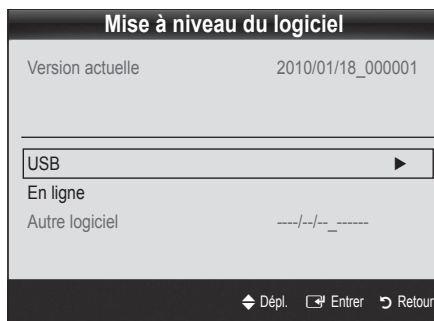 Mise à niveau du logiciel
Version actuelle 2010/01/18_000001
USB ►
En ligne
Autre logiciel ----/--/--_------
Dépl. Entrer Retour